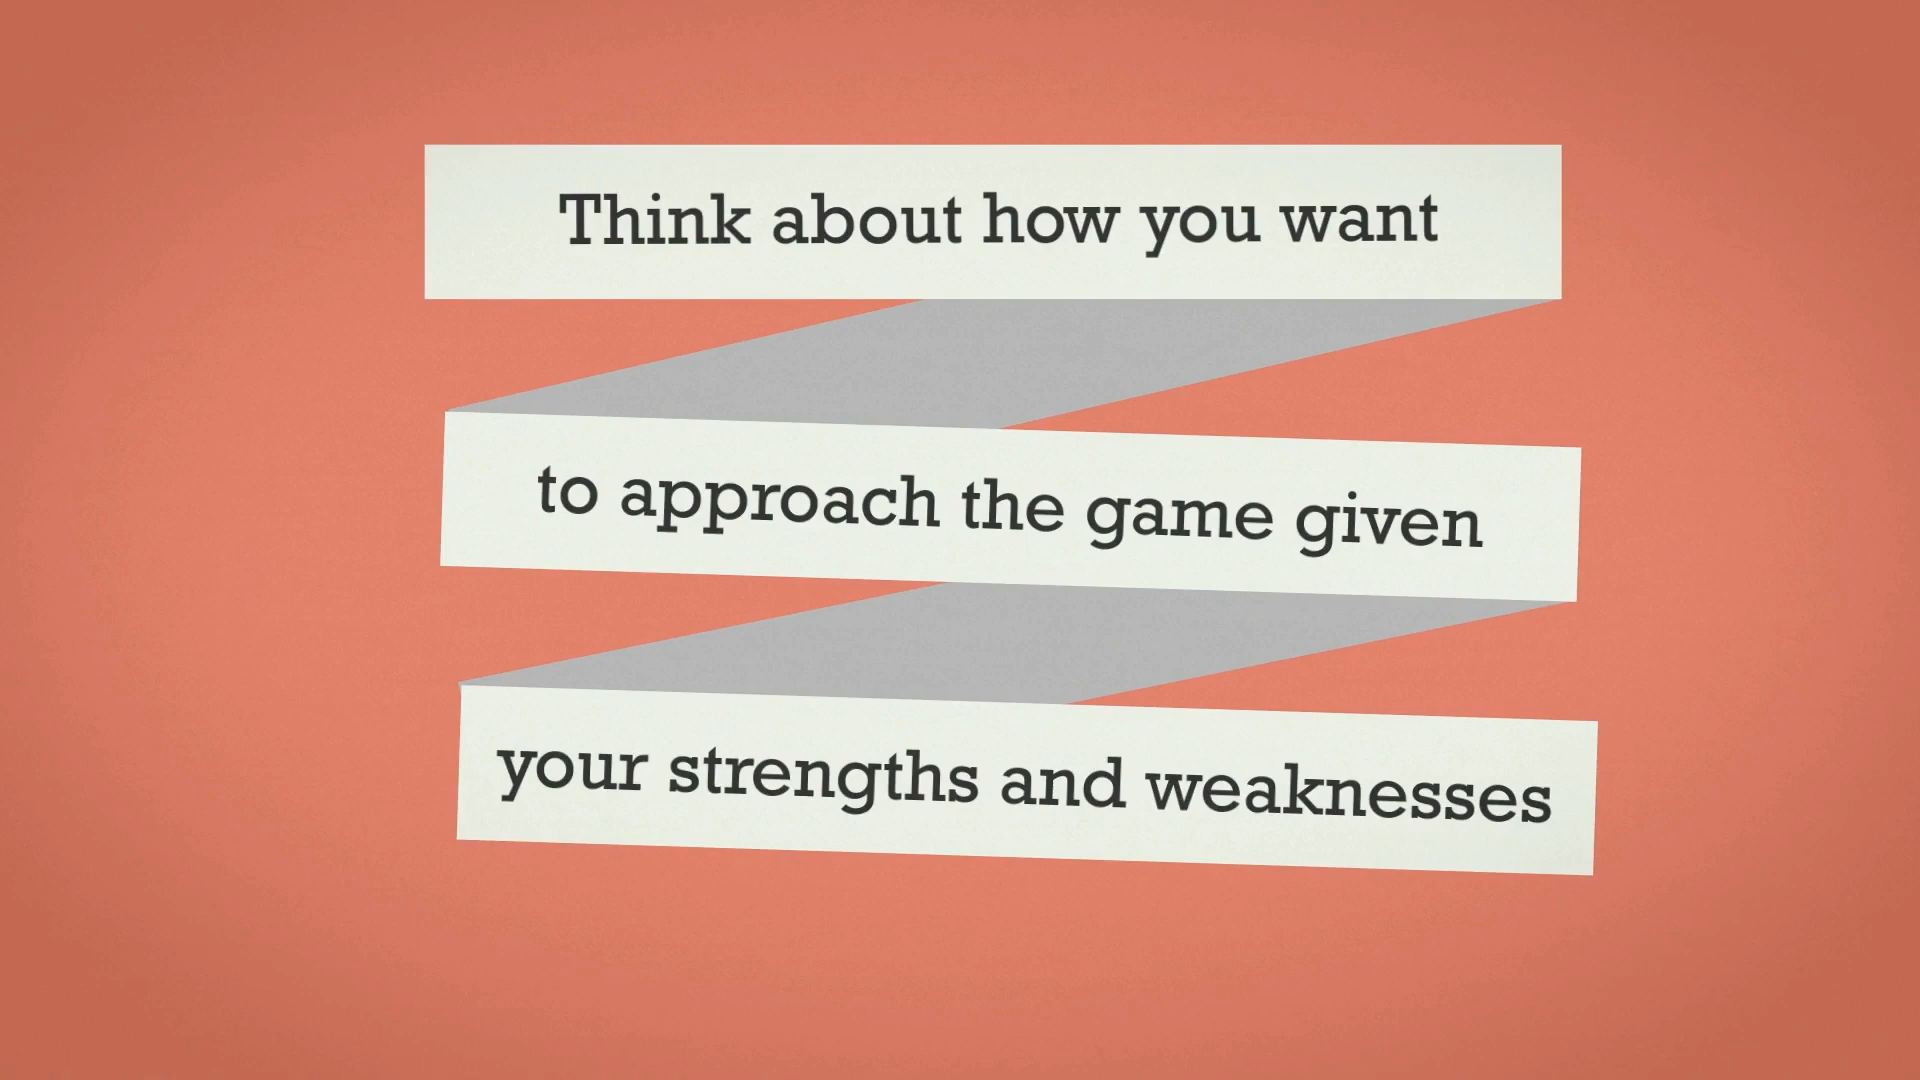 Think about how you want
to approach the game given
your strengths and weaknesses